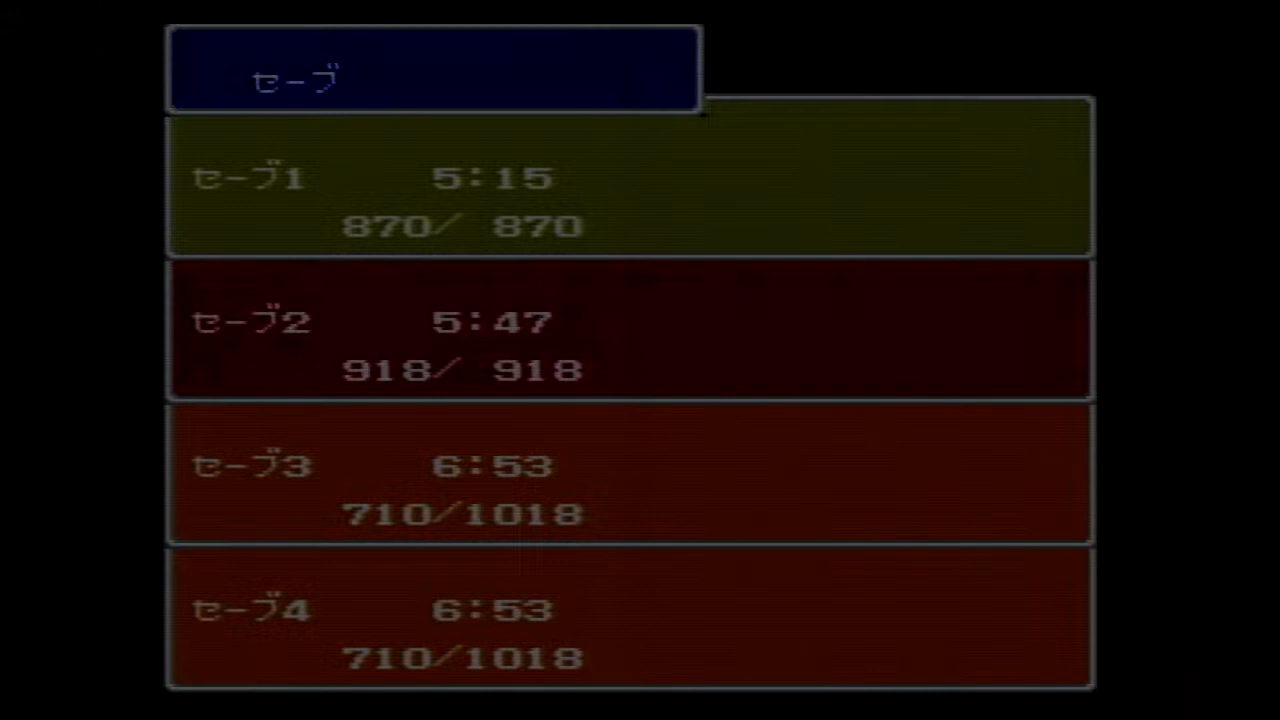 セーブ
セーブ1 5:15
870/ 870
セーブ2 5:47
918/ 918
セーブ3 6:53
710/1018
セーブ4 6:53
710/1018